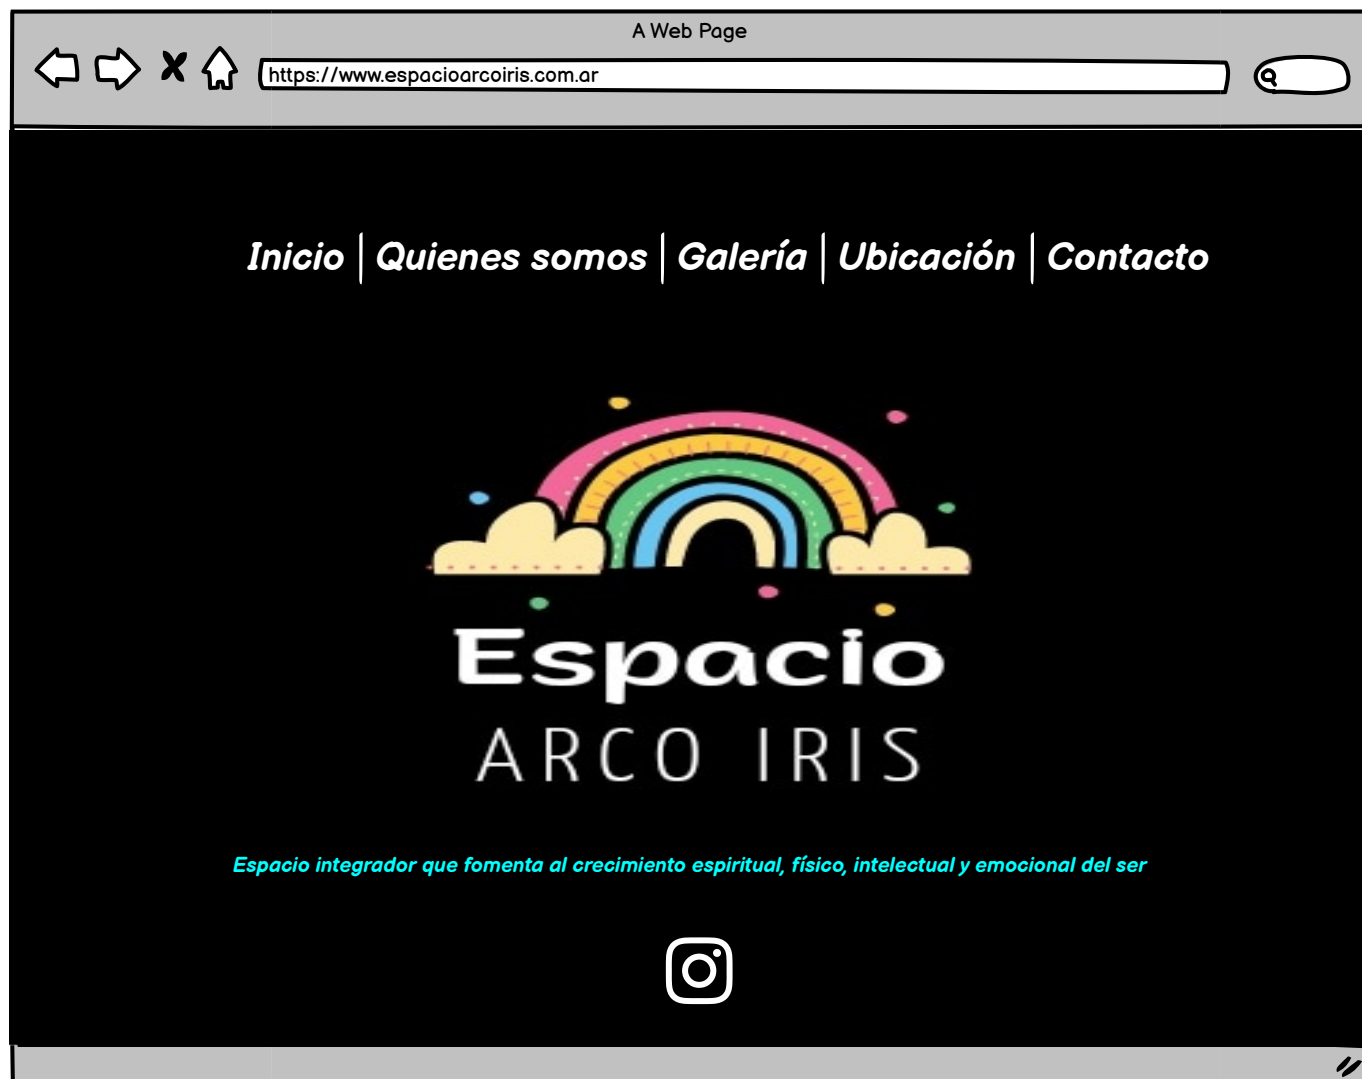 A Web Page
https://www.espacioarcoiris.com.ar
Inicio Quienes somos Galería Ubicación Contacto
Espacio
ARCO IRIS
Espacio integrador que fomenta al crecimiento espiritual, físico, intelectual y emocional del ser